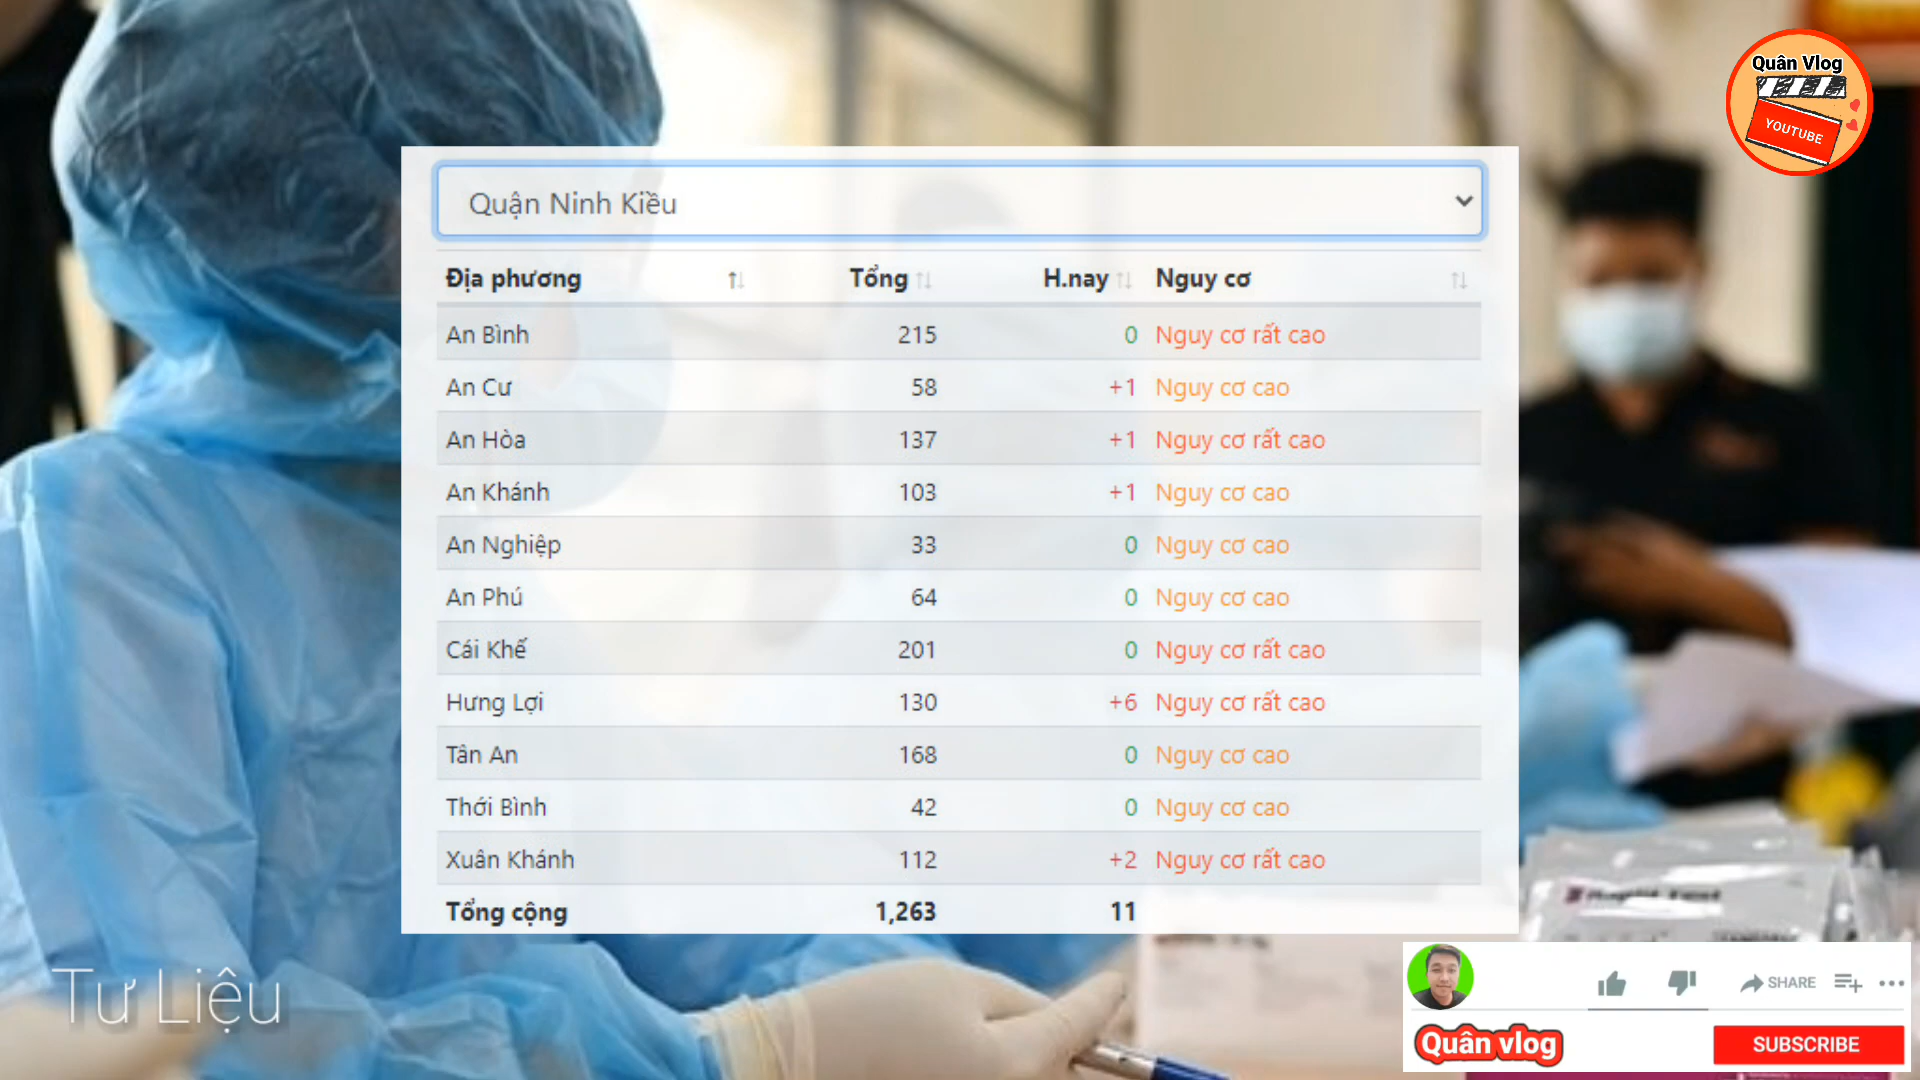 Quân Vlog
YOUTUBE
Quận Ninh Kiều
Địa phương Tổng H.nay Nguy cơ
An Bình 215 0 Nguy cơ rất cao
An Cư 58 +1 Nguy cơ cao
An Hòa 137 +1 Nguy cơ rất cao
An Khánh 103 +1 Nguy cơ cao
An Nghiệp 33 0 Nguy cơ cao
An Phú 64 0 Nguy cơ cao
Cái Khế 201 0 Nguy cơ rất cao
Hưng Lợi 130 +6 Nguy cơ rất cao
Tân An 168 0 Nguy cơ cao
Thới Bình 42 0 Nguy cơ cao
Xuân Khánh 112 +2 Nguy cơ rất cao
Tổng cộng 1,263 11
Tư Liệu
SHARE
Quân vlog
SUBSCRIBE